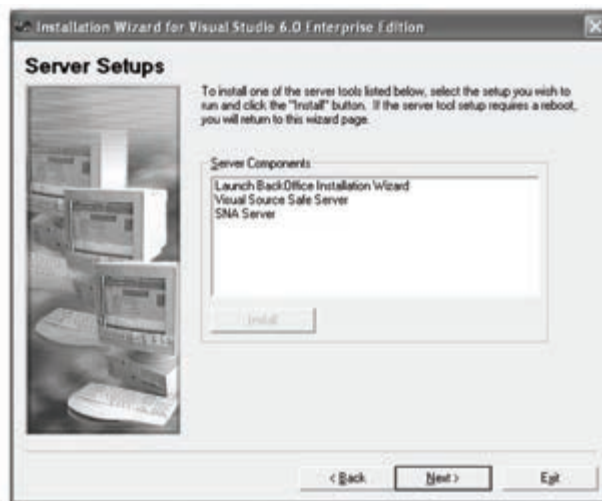 Installation Wizard for Visual Studio 6.0 Enterprise Edition
Server Setups
To install one of the server tools listed below, select the setup you wish to
run and click the "Install" button. If the server tool setup requires a reboot,
you will return to this wizard page.
Server Components
Launch BackOffice Installation Wizard
Visual Source Safe Server
SNA Server
Install
< Back
Next >
Exit